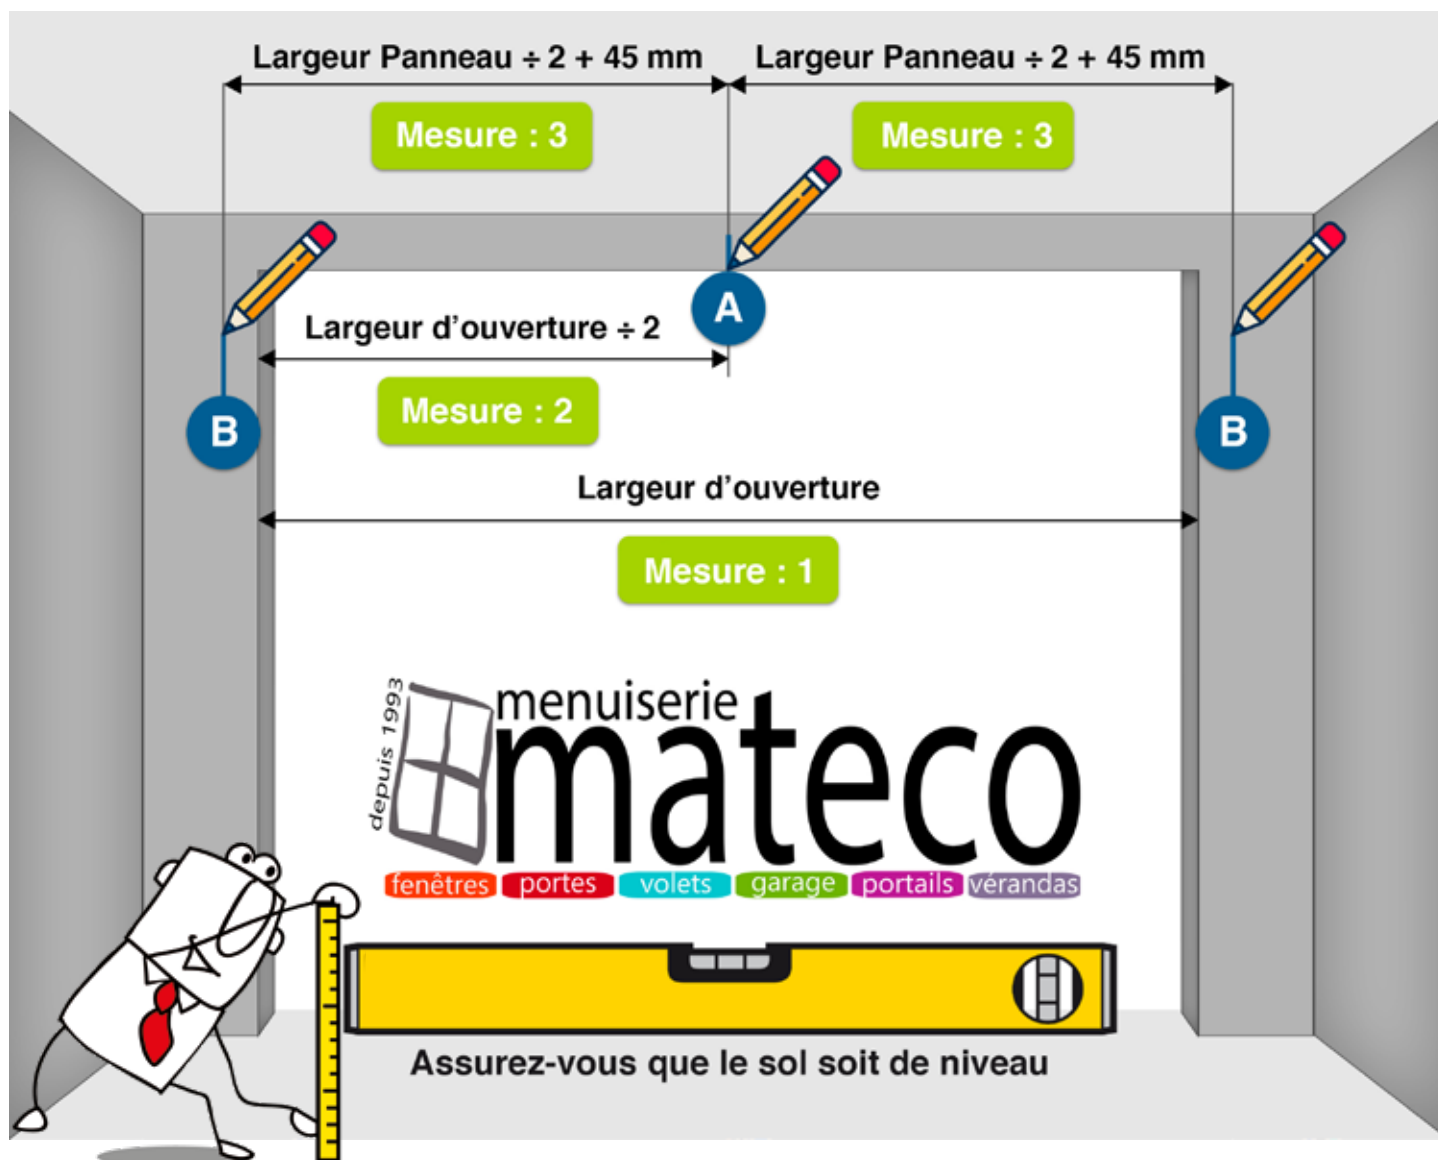 Largeur Panneau ÷ 2 + 45 mm
Largeur Panneau ÷ 2 + 45 mm
Mesure : 3
Mesure : 3
A
Largeur d’ouverture ÷ 2
Mesure : 2
B
B
Largeur d’ouverture
Mesure : 1
depuis 1993
menuiserie
mateco
fenêtres portes volets garage portails vérandas
Assurez-vous que le sol soit de niveau